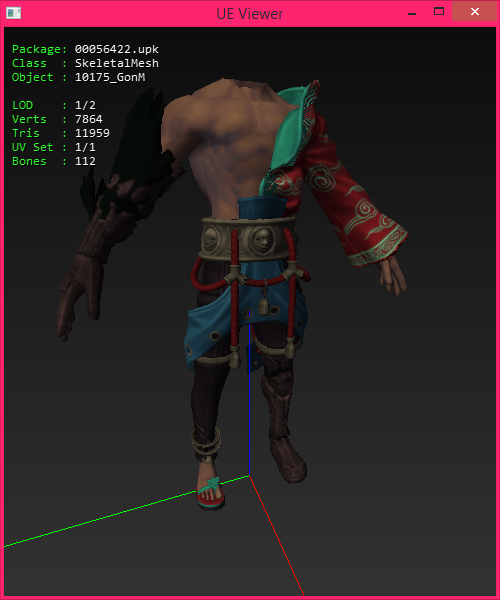 UE Viewer
Package: 00056422.upk
Class : SkeletalMesh
Object : 10175_GonM
LOD : 1/2
Verts : 7864
Tris : 11959
UV Set : 1/1
Bones : 112